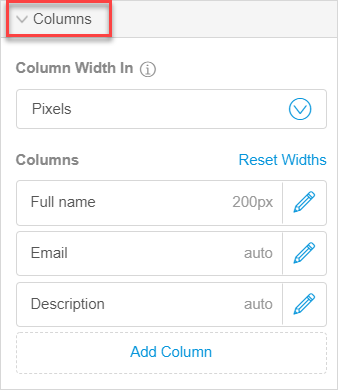 Columns
Column Width In
Pixels
Columns Reset Widths
Full name 200px
Email auto
Description auto
Add Column